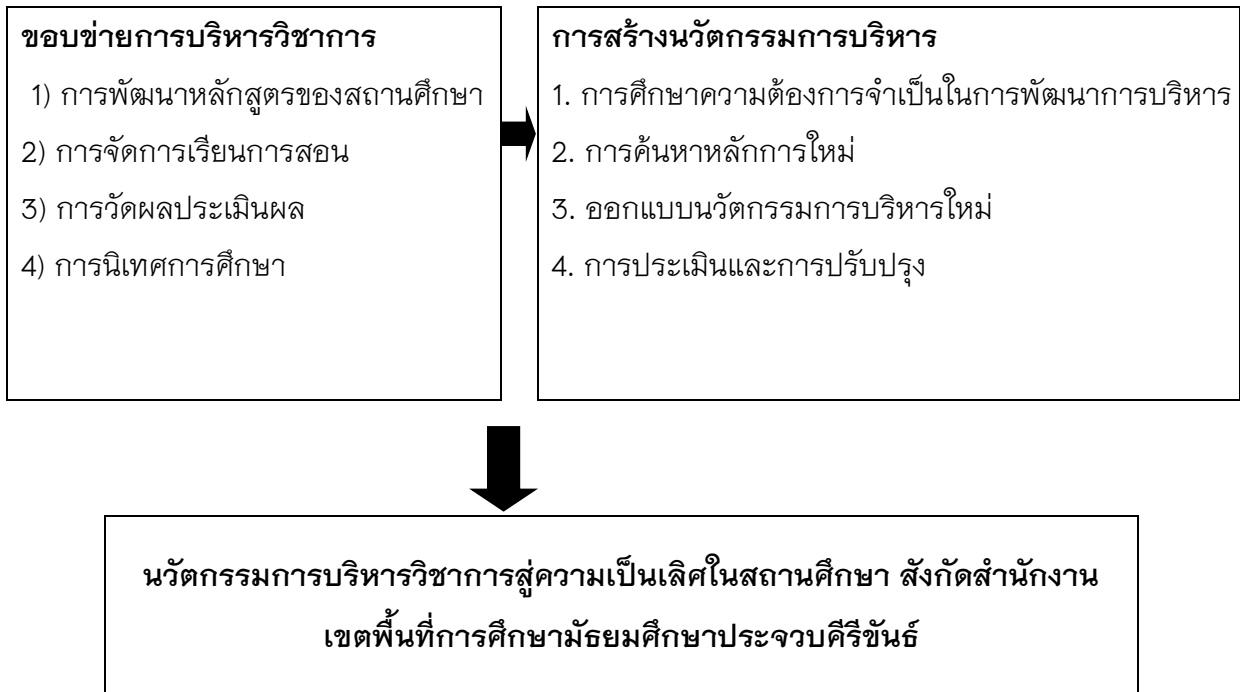 ขอบข่ายการบริหารวิชาการ
1) การพัฒนาหลักสูตรของสถานศึกษา
2) การจัดการเรียนการสอน
3) การวัดผลประเมินผล
4) การนิเทศการศึกษา
การสร้างนวัตกรรมการบริหาร
1. การศึกษาความต้องการจำเป็นในการพัฒนาการบริหาร
2. การค้นหาหลักการใหม่
3. ออกแบบนวัตกรรมการบริหารใหม่
4. การประเมินและการปรับปรุง
นวัตกรรมการบริหารวิชาการสู่ความเป็นเลิศในสถานศึกษา สังกัดสำนักงาน
เขตพื้นที่การศึกษามัธยมศึกษาประจวบคีรีขันธ์